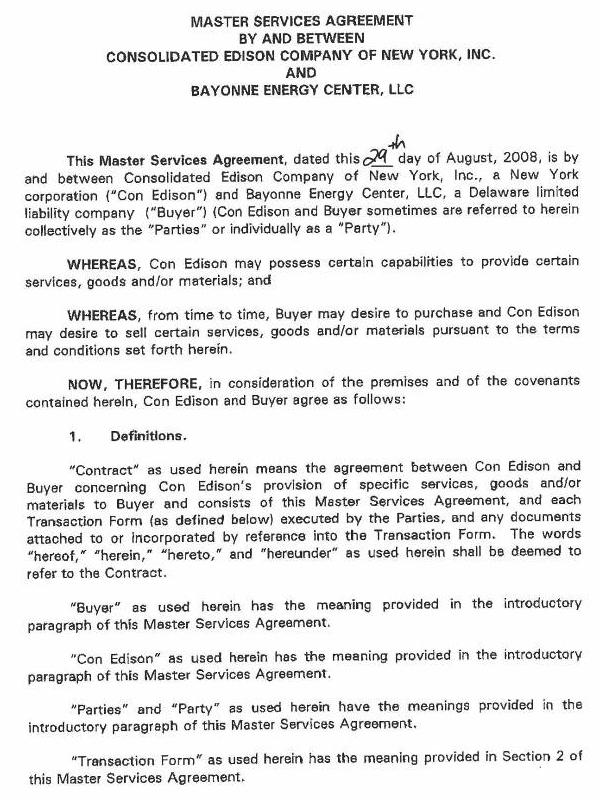 MASTER SERVICES AGREEMENT
BY AND BETWEEN
CONSOLIDATED EDISON COMPANY OF NEW YORK, INC.
AND
BAYONNE ENERGY CENTER, LLC
This Master Services Agreement, dated this 29th day of August, 2008, is by
and between Consolidated Edison Company of New York, Inc., a New York
corporation ("Con Edison") and Bayonne Energy Center, LLC, a Delaware limited
liability company ("Buyer") (Con Edison and Buyer sometimes are referred to herein
collectively as the "Parties" or individually as a "Party").
WHEREAS, Con Edison may possess certain capabilities to provide certain
services, goods and/or materials; and
WHEREAS, from time to time, Buyer may desire to purchase and Con Edison
may desire to sell certain services, goods and/or materials pursuant to the terms
and conditions set forth herein.
NOW, THEREFORE, in consideration of the premises and of the covenants
contained herein, Con Edison and Buyer agree as follows:
1. Definitions.
"Contract" as used herein means the agreement between Con Edison and
Buyer concerning Con Edison's provision of specific services, goods and/or
materials to Buyer and consists of this Master Services Agreement, and each
Transaction Form (as defined below) executed by the Parties, and any documents
attached to or incorporated by reference into the Transaction Form. The words
"hereof," "herein," "hereto," and "hereunder" as used herein shall be deemed to
refer to the Contract.
"Buyer" as used herein has the meaning provided in the introductory
paragraph of this Master Services Agreement.
"Con Edison" as used herein has the meaning provided in the introductory
paragraph of this Master Services Agreement.
"Parties" and "Party" as used herein have the meanings provided in the
introductory paragraph of this Master Services Agreement.
"Transaction Form" as used herein has the meaning provided in Section 2 of
this Master Services Agreement.